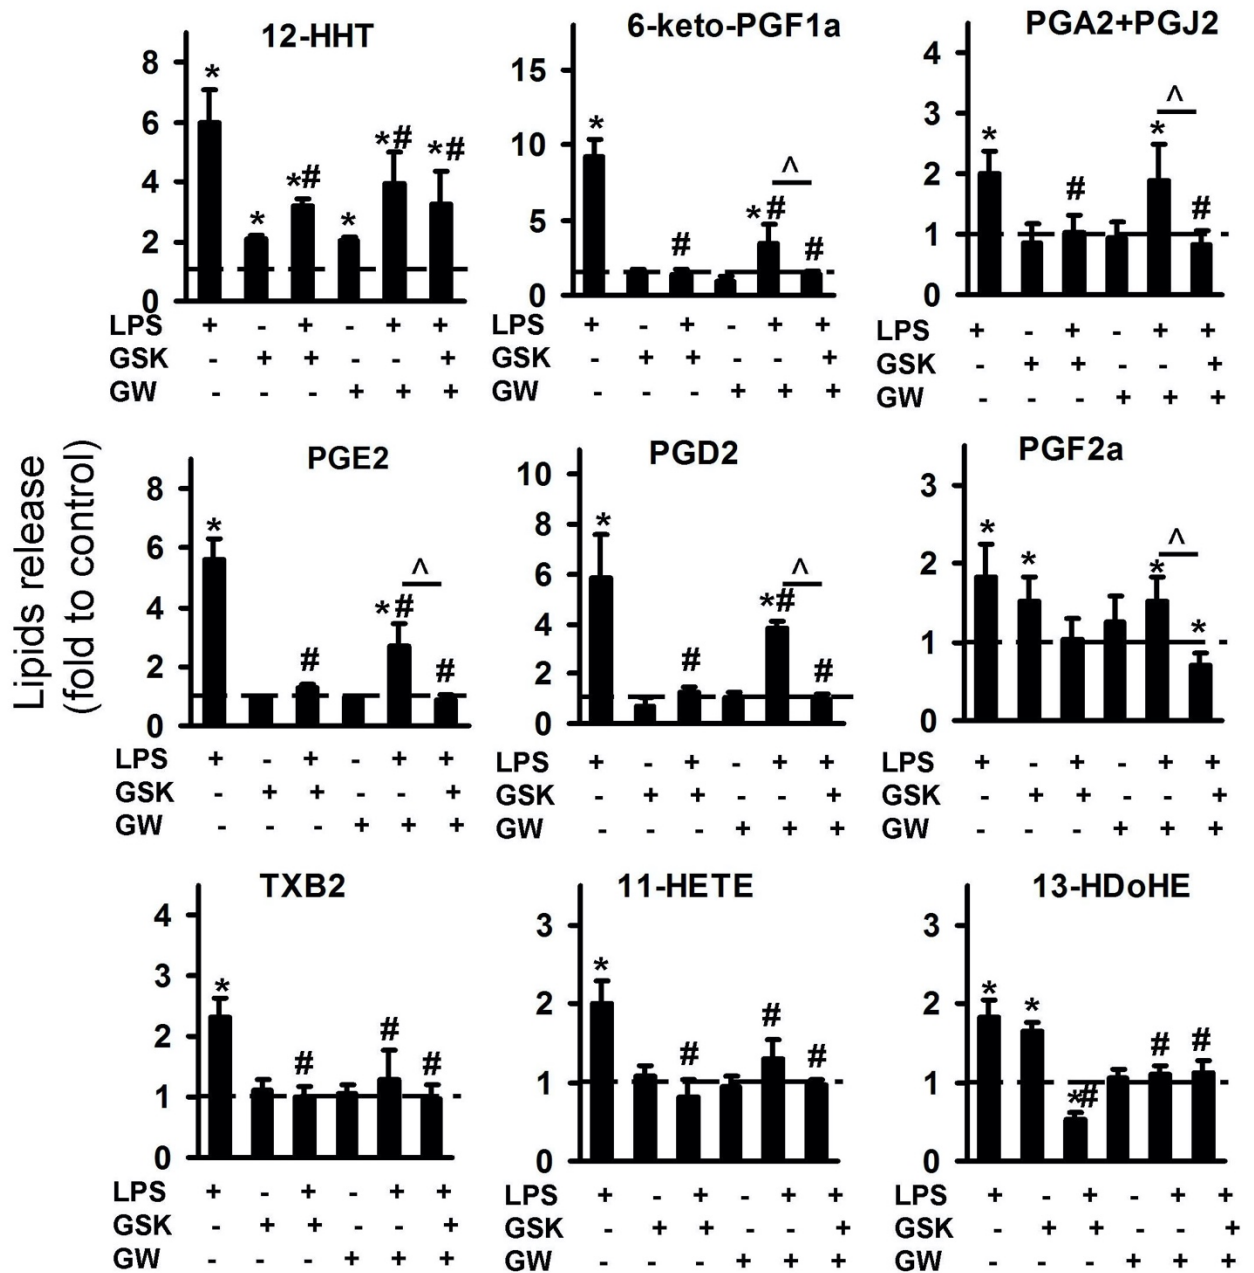 12-HHT
8
6
4
2
0
* * *# * *# *#
LPS + - + - + +
GSK - + + - - +
GW - - - + + +
6-keto-PGF1a
15
10
5
0
* # *# ^ #
LPS + - + - + +
GSK - + + - - +
GW - - - + + +
PGA2+PGJ2
4
3
2
1
0
* # * ^ #
LPS + - + - + +
GSK - + + - - +
GW - - - + + +
Lipids release
(fold to control)
PGE2
8
6
4
2
0
* # *# ^ #
LPS + - + - + +
GSK - + + - - +
GW - - - + + +
PGD2
10
8
6
4
2
0
* # *# ^ #
LPS + - + - + +
GSK - + + - - +
GW - - - + + +
PGF2a
3
2
1
0
* * * ^ *
LPS + - + - + +
GSK - + + - - +
GW - - - + + +
TXB2
4
3
2
1
0
* # # #
LPS + - + - + +
GSK - + + - - +
GW - - - + + +
11-HETE
3
2
1
0
* # # #
LPS + - + - + +
GSK - + + - - +
GW - - - + + +
13-HDoHE
3
2
1
0
* * *# # #
LPS + - + - + +
GSK - + + - - +
GW - - - + + +